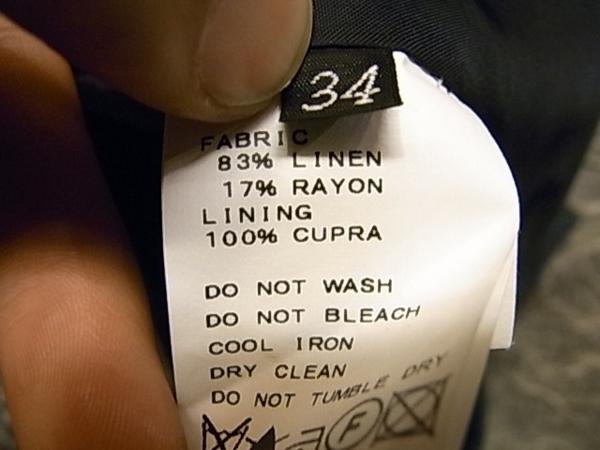 34
FABRIC
83% LINEN
17% RAYON
LINING
100% CUPRA
DO NOT WASH
DO NOT BLEACH
COOL IRON
DRY CLEAN
DO NOT TUMBLE DRY
F